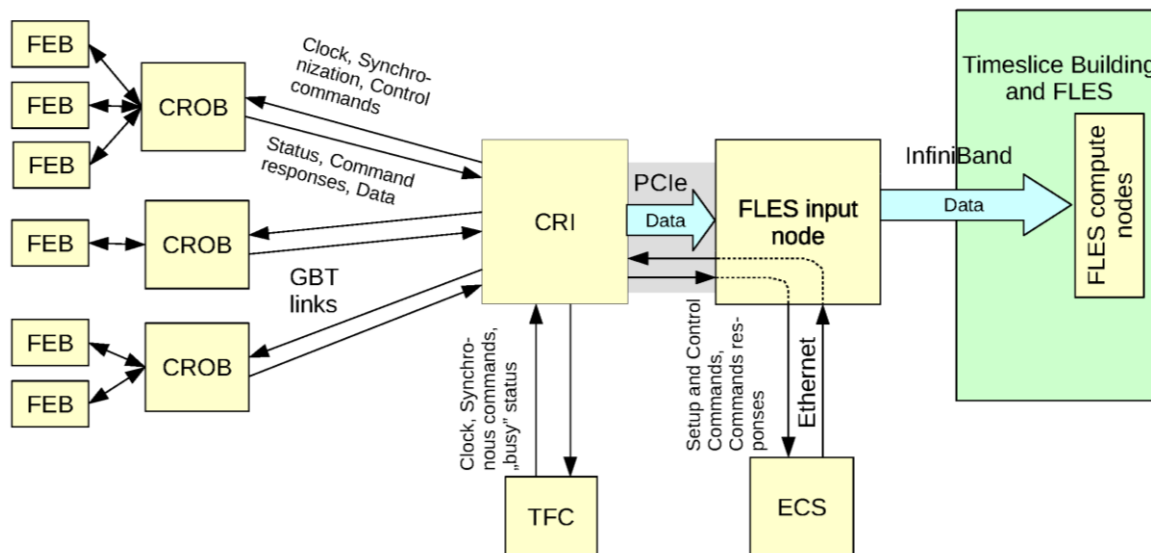 FEB
FEB
FEB
CROB
Clock, Synchro-
nization, Control
commands
Status, Command
responses, Data
FEB
CROB
GBT
links
FEB
FEB
CROB
CRI
PCIe
Data
FLES input
node
InfiniBand
Data
Timeslice Building
and FLES
FLES compute
nodes
Clock, Synchro-
nous commands,
„busy” status
TFC
Setup and Control
Commands,
Commands res-
ponses
Ethernet
ECS